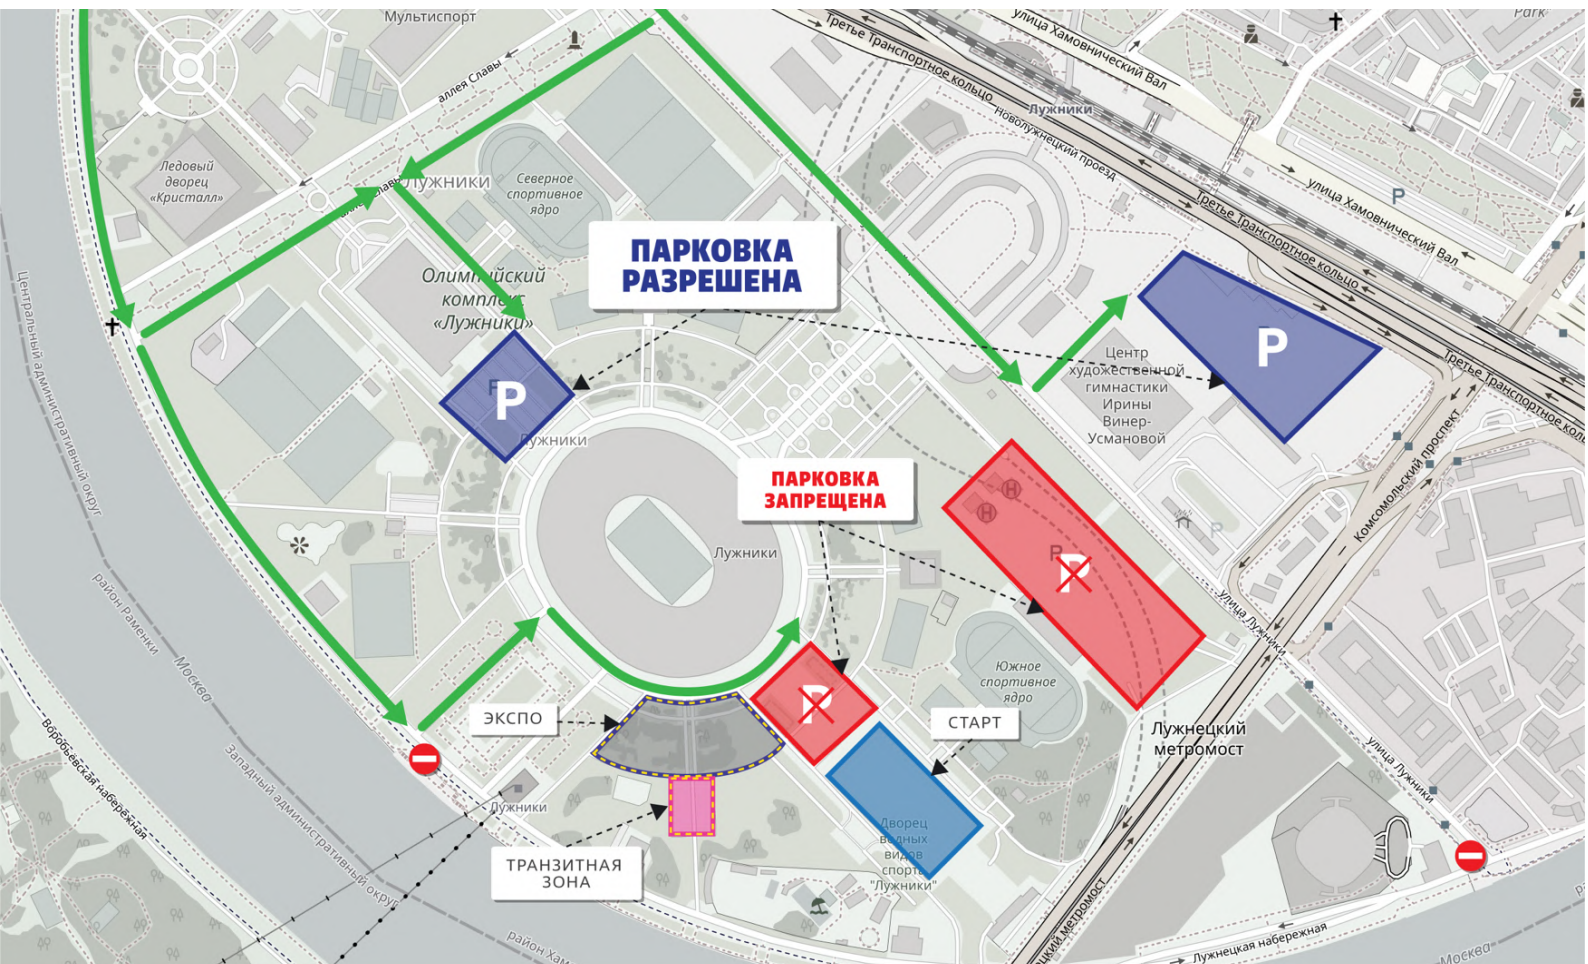 Мультиспорт
улица Хамовнический Вал
Park
Третье Транспортное кольцо
аллея Славы
Лужники
Новолужнецкий проезд
Ледовый
дворец
«Кристалл»
Лужники
Северное
спортивное
ядро
улица Хамовнический Вал
P
Третье Транспортное кольцо
ПАРКОВКА
РАЗРЕШЕНА
Олимпийский
комплекс
«Лужники»
Центральный административный округ
P
Третье Транспортное кольцо
Центр
художественной
гимнастики
Ирины
Винер-
Усмановой
P
Лужники
Комсомольский проспект
ПАРКОВКА
ЗАПРЕЩЕНА
H
H
P
Лужники
P
P
район Раменки
улица Лужники
Москва
Южное
спортивное
ядро
P
ЭКСПО
СТАРТ
Лужнецкий
метромост
Воробьёвская набережная
Западный административный округ
улица Лужники
Лужники
Дворец
водных
видов
спорта
"Лужники"
ТРАНЗИТНАЯ
ЗОНА
район Хам
цкий метромост
Лужнецкая набережная
Москва